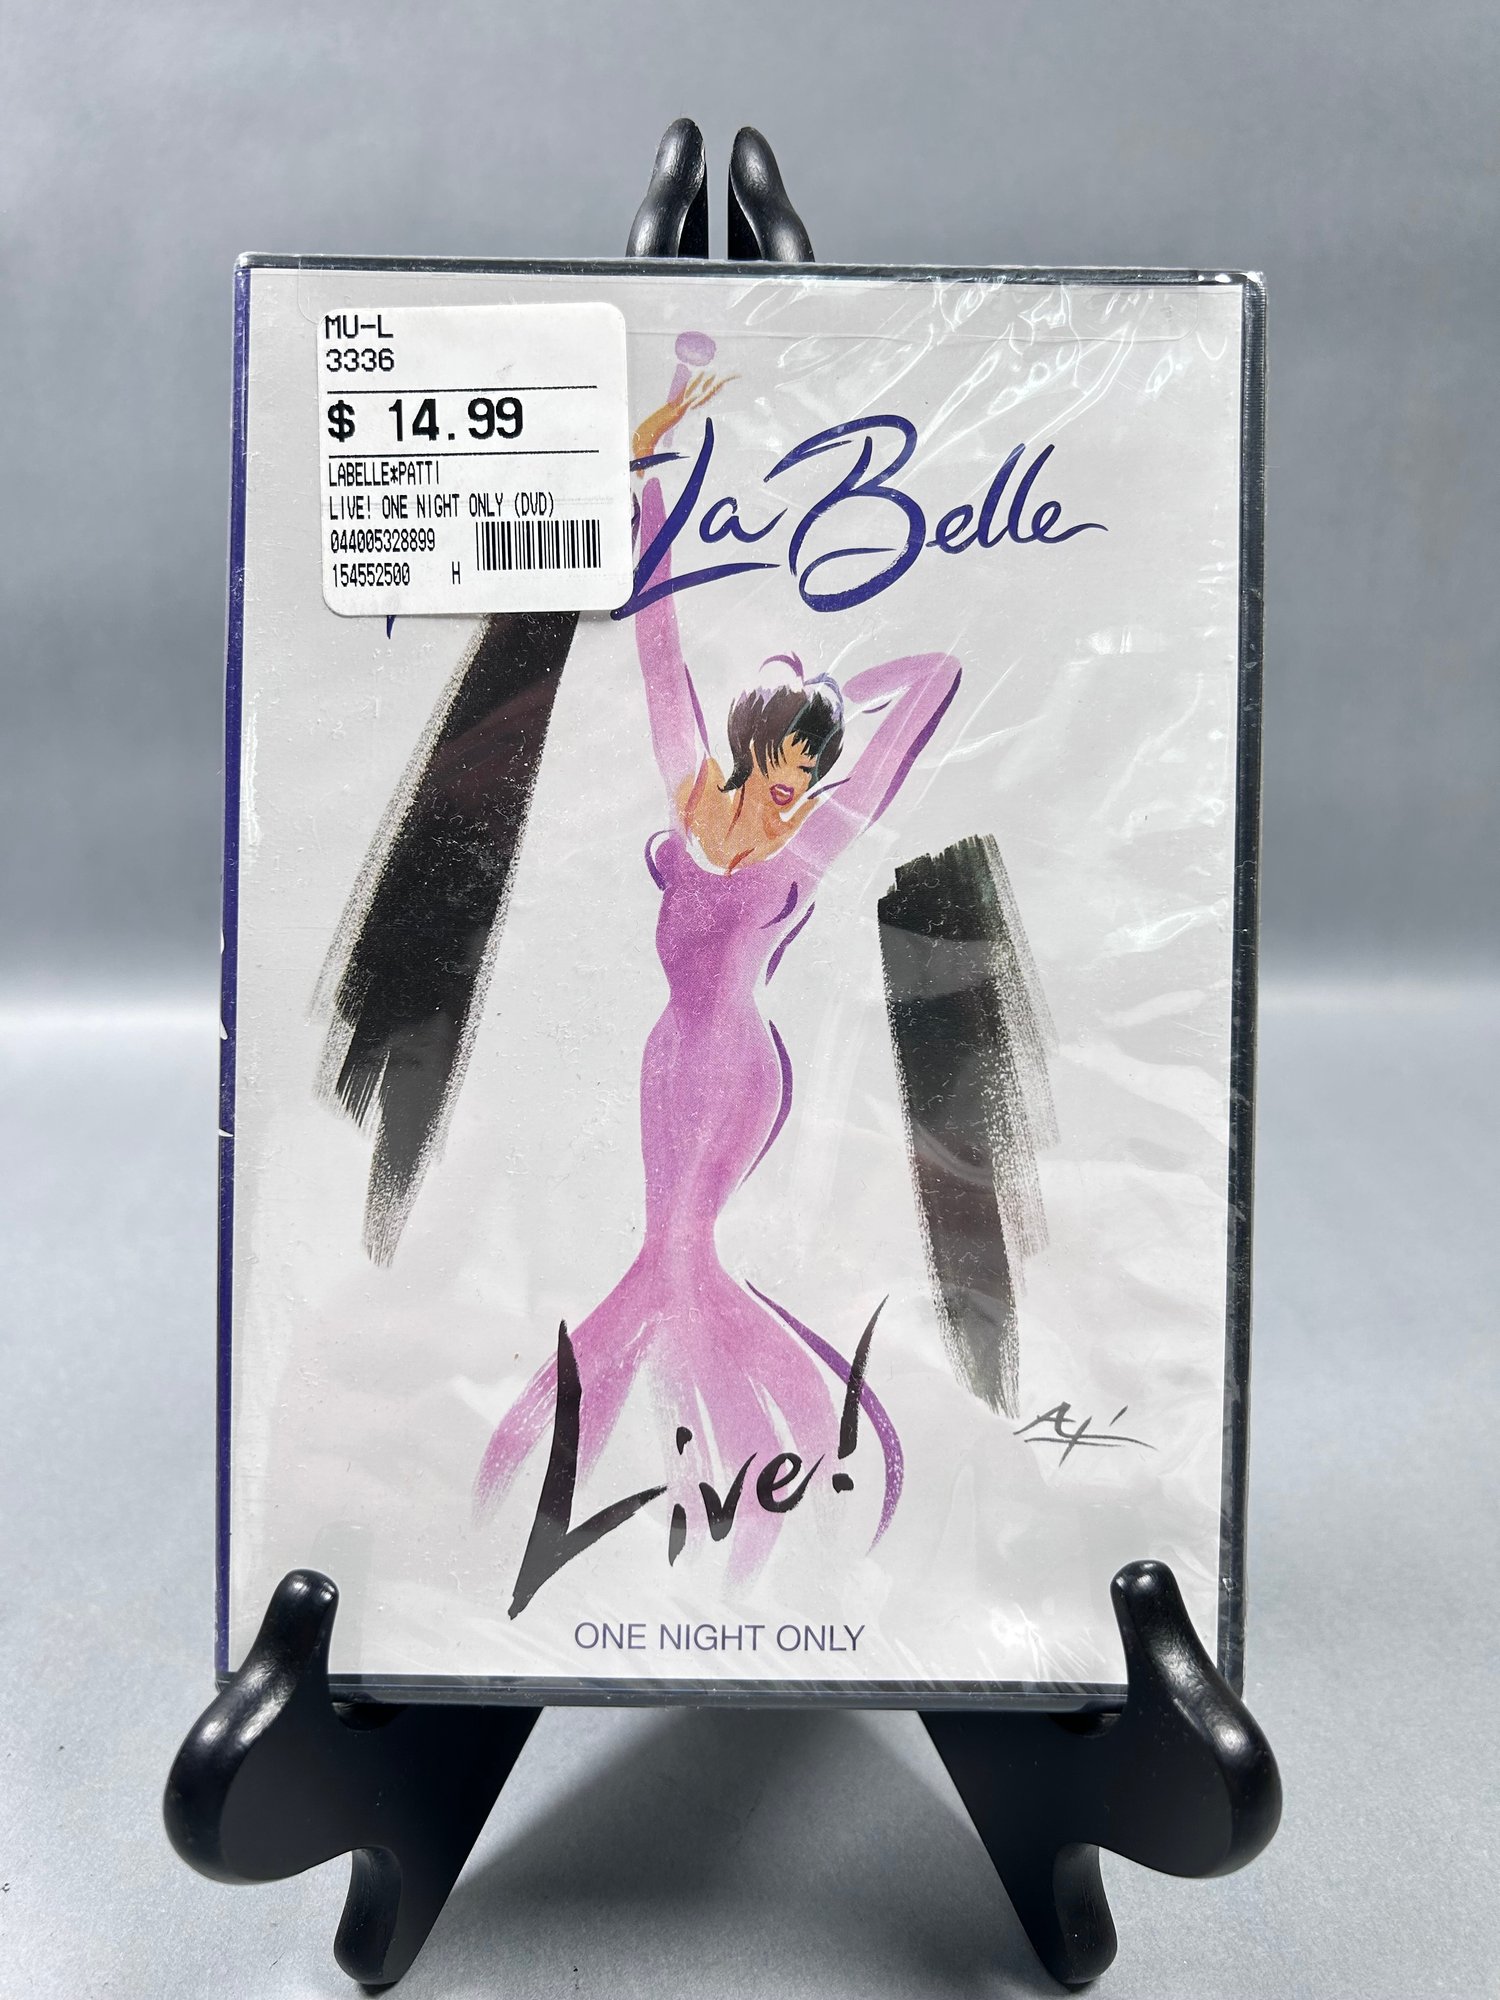 MU-L
3336
$ 14.99
LABELLE*PATTI
LIVE! ONE NIGHT ONLY (DVD)
044005328899
154552500 H
La Belle
Live!
ONE NIGHT ONLY